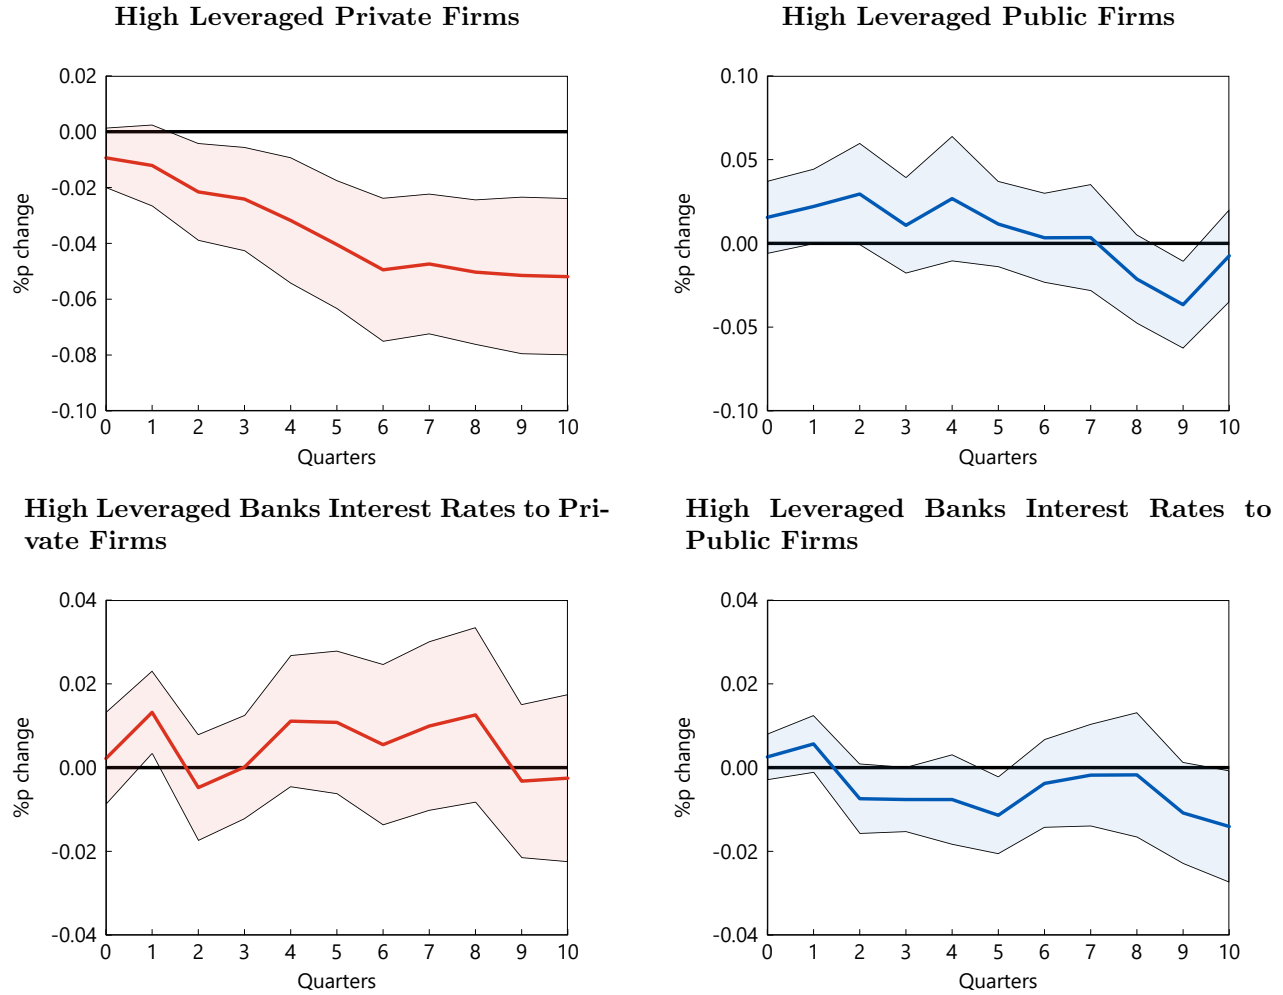 High Leveraged Private Firms
0.02
0.00
-0.02
-0.04
-0.06
-0.08
-0.10
%p change
0 1 2 3 4 5 6 7 8 9 10
Quarters
High Leveraged Public Firms
0.10
0.05
0.00
-0.05
-0.10
%p change
0 1 2 3 4 5 6 7 8 9 10
Quarters
High Leveraged Banks Interest Rates to Pri-
vate Firms
0.04
0.02
0.00
-0.02
-0.04
%p change
0 1 2 3 4 5 6 7 8 9 10
Quarters
High Leveraged Banks Interest Rates to
Public Firms
0.04
0.02
0.00
-0.02
-0.04
%p change
0 1 2 3 4 5 6 7 8 9 10
Quarters